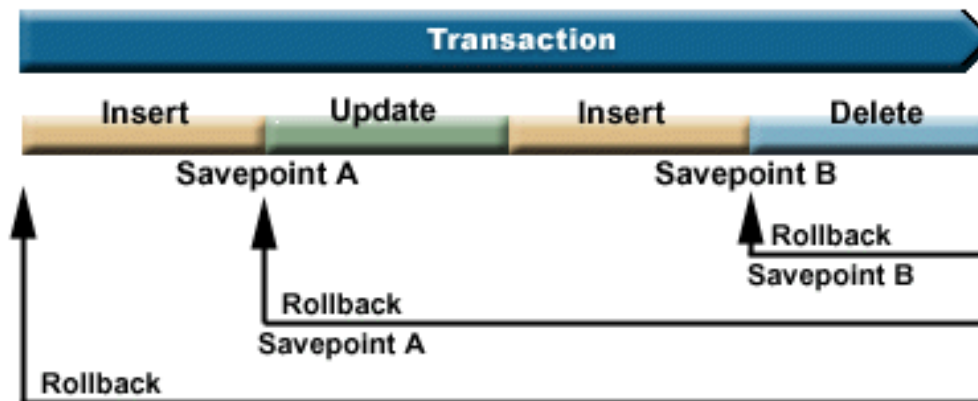 Transaction
Insert Update Insert Delete
Savepoint A Savepoint B
Rollback
Savepoint B
Rollback
Savepoint A
Rollback